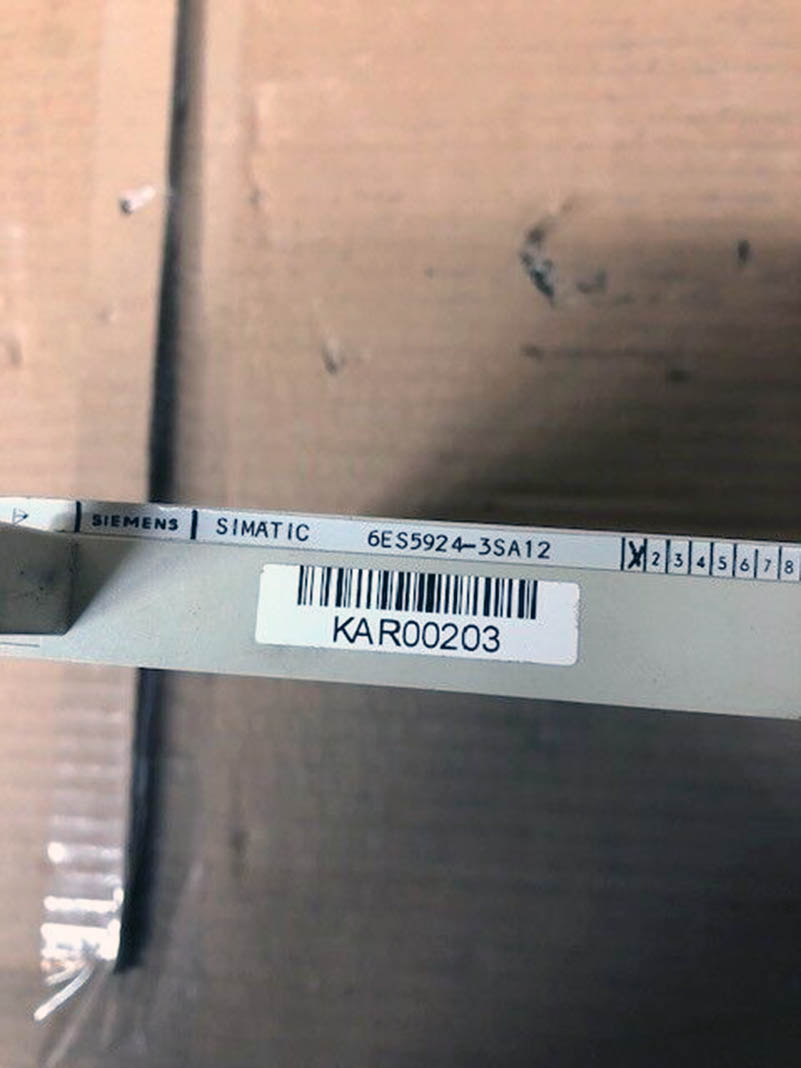 SIEMENS SIMATIC 6ES5924-3SA12 X 2 3 4 5 6 7 8
KAR00203